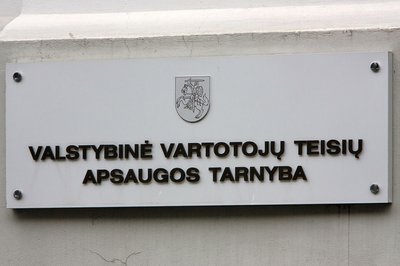 VALSTYBINĖ VARTOTOJŲ TEISIŲ
APSAUGOS TARNYBA